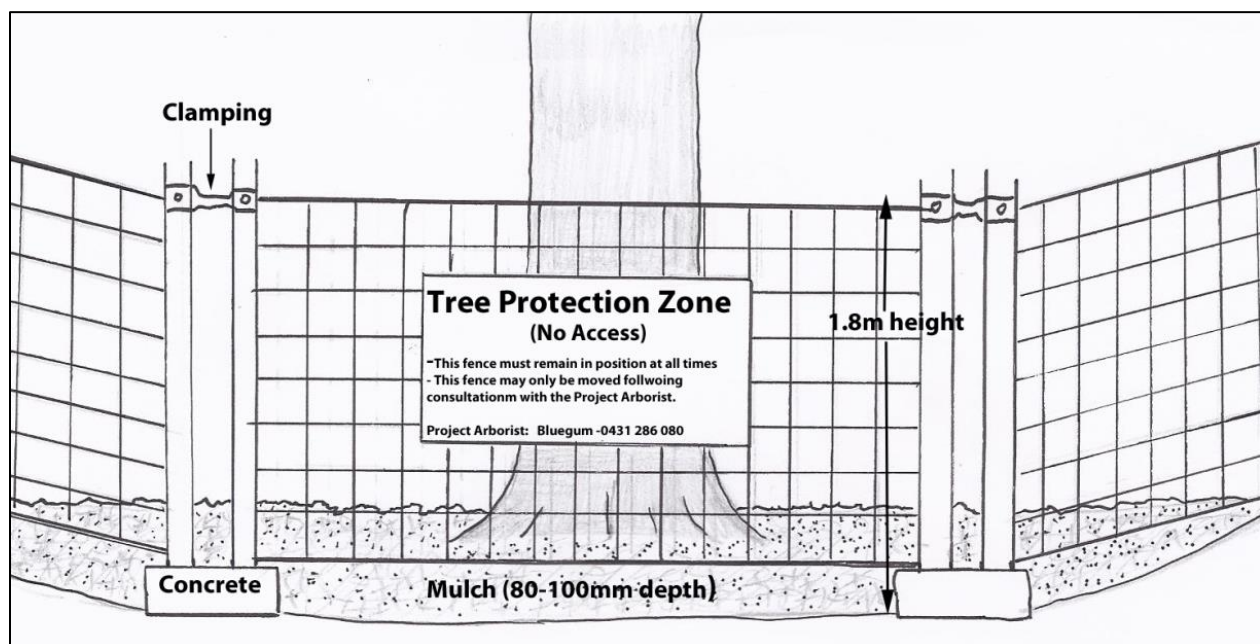 Clamping
Tree Protection Zone
(No Access)
-This fence must remain in position at all times
- This fence may only be moved follwoing
consultationm with the Project Arborist.
Project Arborist: Bluegum -0431 286 080
1.8m height
Concrete
Mulch (80-100mm depth)